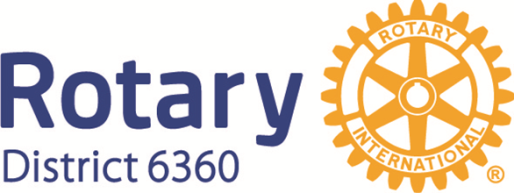 Rotary
District 6360
ROTARY
INTERNATIONAL
®